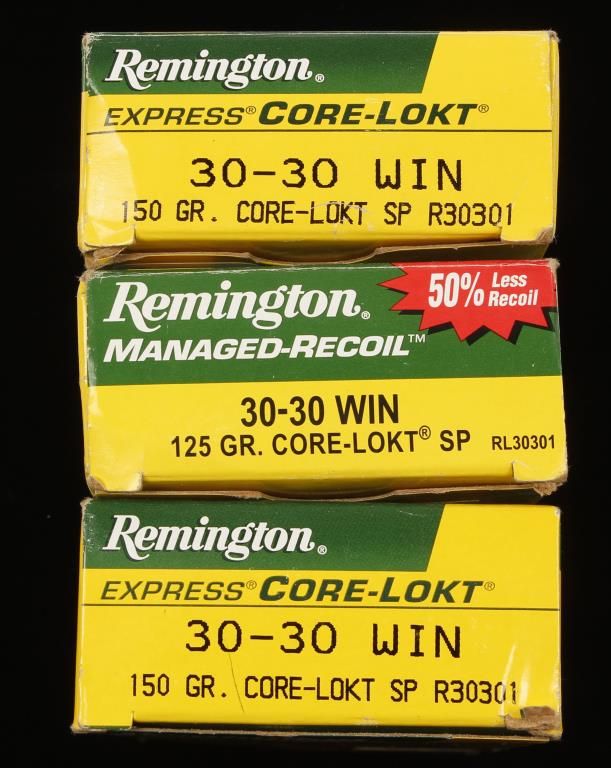 Remington®
EXPRESS® CORE-LOKT®
30-30 WIN
150 GR. CORE-LOKT SP R30301
Remington®
50% Less Recoil
MANAGED-RECOIL™
30-30 WIN
125 GR. CORE-LOKT® SP RL30301
Remington®
EXPRESS® CORE-LOKT®
30-30 WIN
150 GR. CORE-LOKT SP R30301